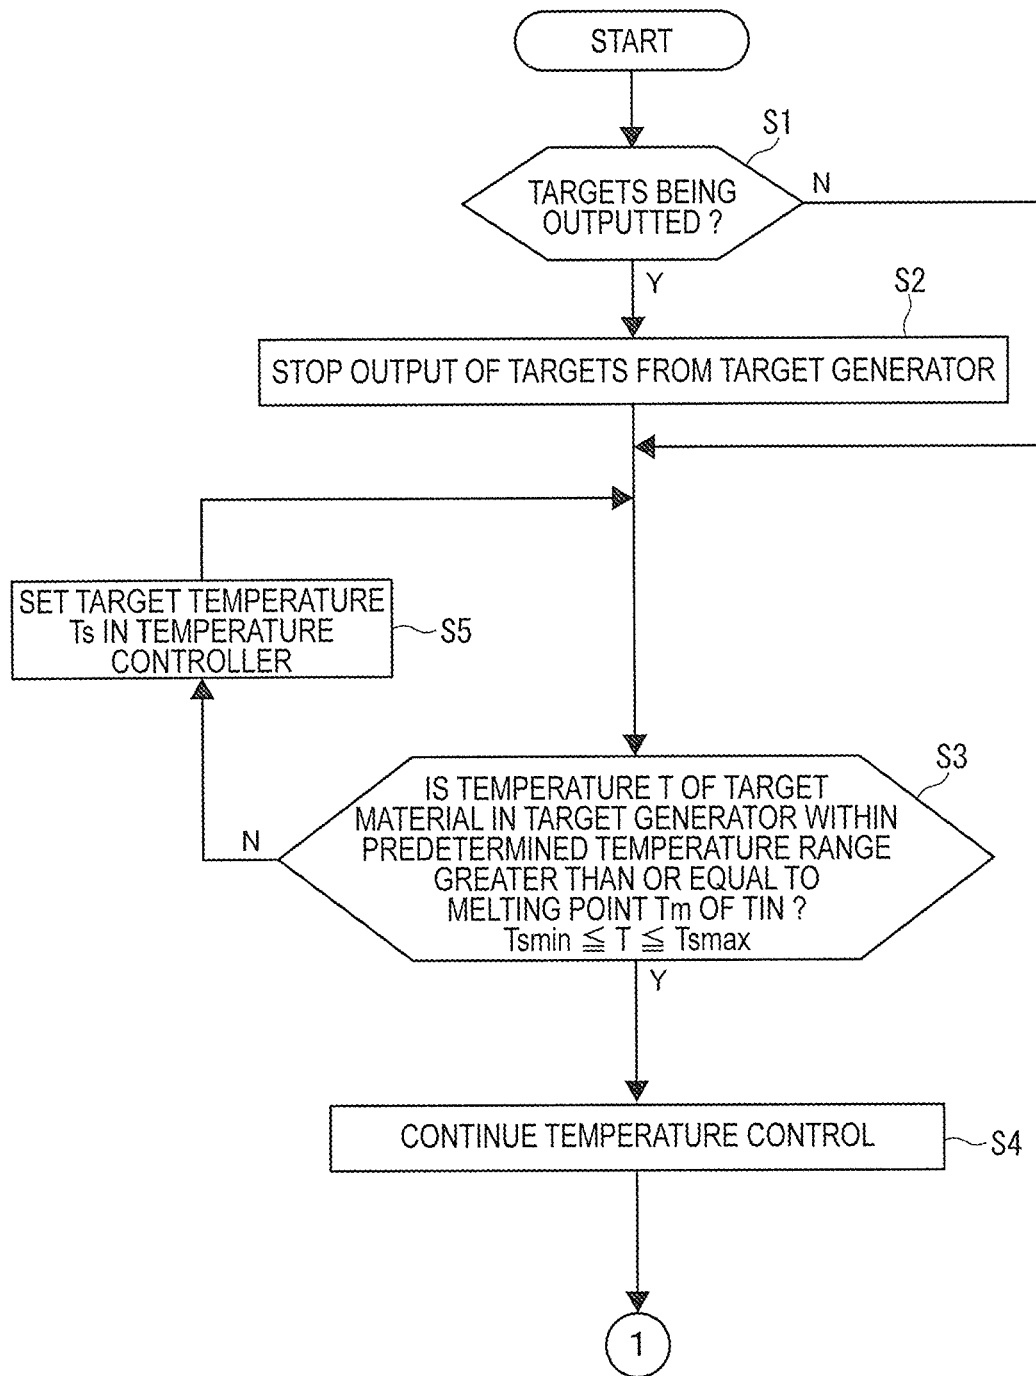 START
S1
TARGETS BEING
OUTPUTTED ?
N
Y
S2
STOP OUTPUT OF TARGETS FROM TARGET GENERATOR
SET TARGET TEMPERATURE
Ts IN TEMPERATURE
CONTROLLER
S5
S3
IS TEMPERATURE T OF TARGET
MATERIAL IN TARGET GENERATOR WITHIN
PREDETERMINED TEMPERATURE RANGE
GREATER THAN OR EQUAL TO
MELTING POINT Tm OF TIN ?
Tsmin ≦ T ≦ Tsmax
N
Y
CONTINUE TEMPERATURE CONTROL
S4
1